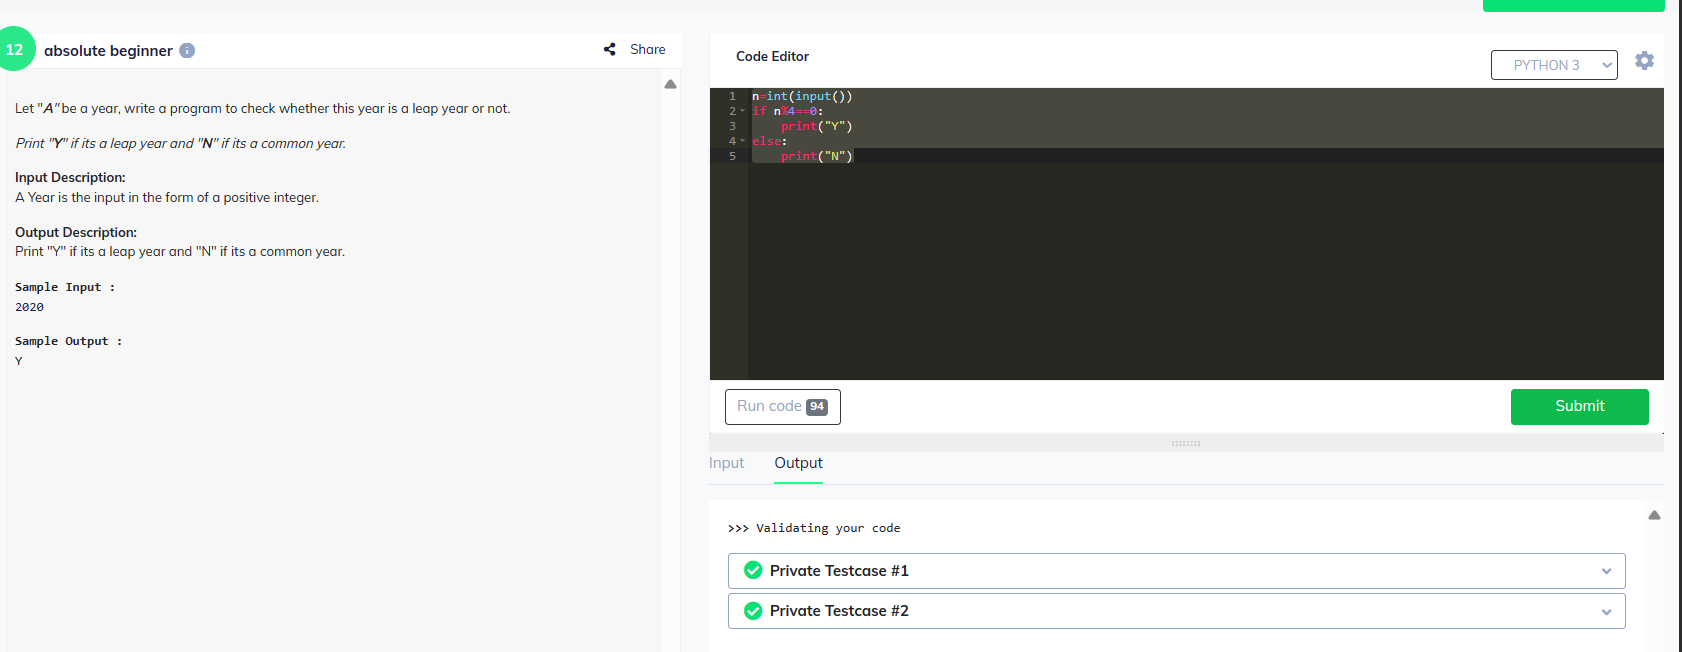 12
absolute beginner
Share
Let "A" be a year, write a program to check whether this year is a leap year or not.
Print "Y" if its a leap year and "N" if its a common year.
Input Description:
A Year is the input in the form of a positive integer.
Output Description:
Print "Y" if its a leap year and "N" if its a common year.
Sample Input :
2020
Sample Output :
Y
Code Editor
PYTHON 3
1 n=int(input())
2 if n%4==0:
3 print("Y")
4 else:
5 print("N")
Run code 94
Submit
Input Output
>>> Validating your code
Private Testcase #1
Private Testcase #2